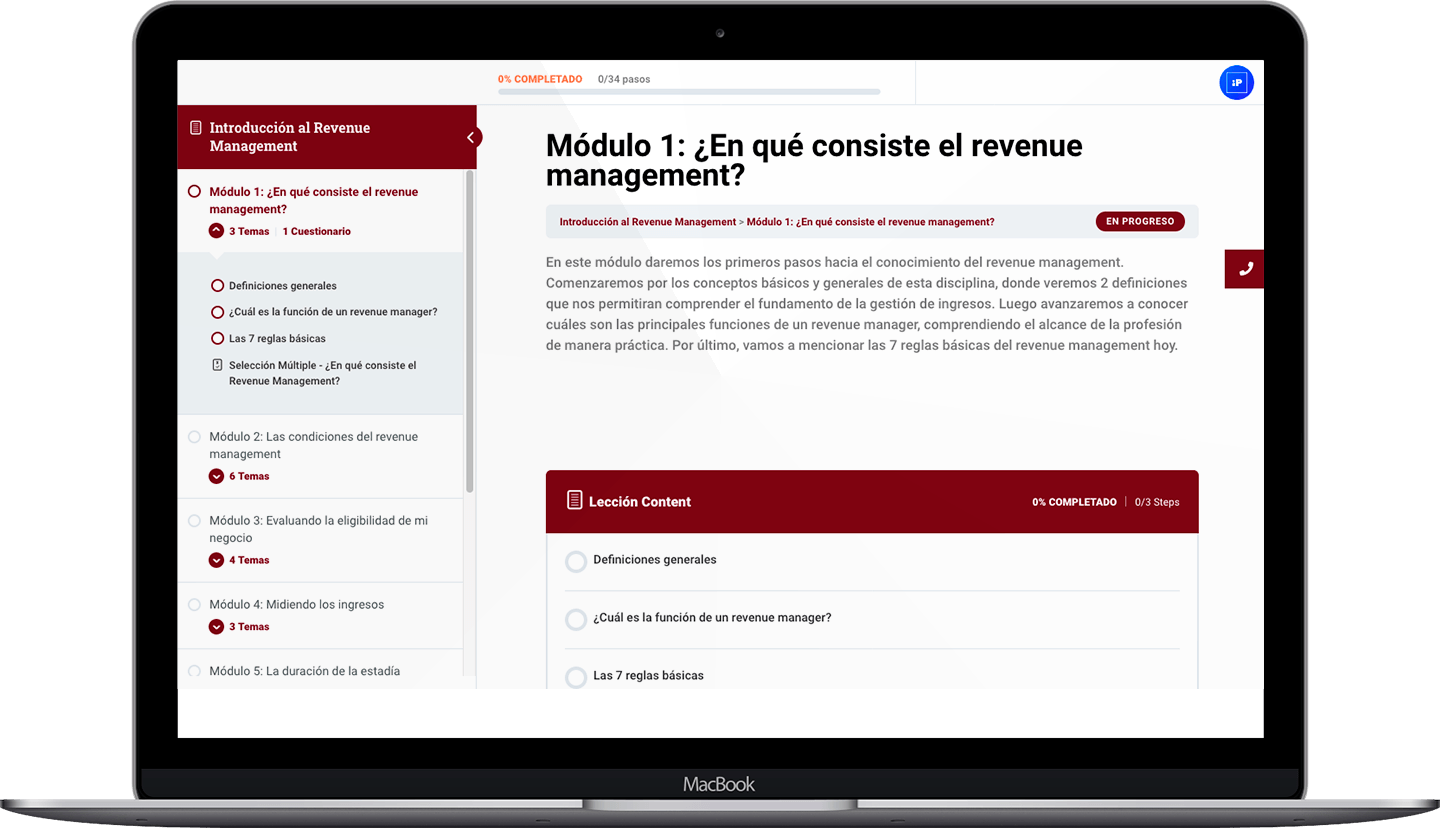 0% COMPLETADO 0/34 pasos
iP
Introducción al Revenue
Management
Módulo 1: ¿En qué consiste el revenue
management?
3 Temas | 1 Cuestionario
Definiciones generales
¿Cuál es la función de un revenue manager?
Las 7 reglas básicas
Selección Múltiple - ¿En qué consiste el
Revenue Management?
Módulo 2: Las condiciones del revenue
management
6 Temas
Módulo 3: Evaluando la eligibilidad de mi
negocio
4 Temas
Módulo 4: Midiendo los ingresos
3 Temas
Módulo 5: La duración de la estadía
Módulo 1: ¿En qué consiste el revenue
management?
Introducción al Revenue Management > Módulo 1: ¿En qué consiste el revenue management?
EN PROGRESO
En este módulo daremos los primeros pasos hacia el conocimiento del revenue management.
Comenzaremos por los conceptos básicos y generales de esta disciplina, donde veremos 2 definiciones
que nos permitiran comprender el fundamento de la gestión de ingresos. Luego avanzaremos a conocer
cuáles son las principales funciones de un revenue manager, comprendiendo el alcance de la profesión
de manera práctica. Por último, vamos a mencionar las 7 reglas básicas del revenue management hoy.
Lección Content
0% COMPLETADO | 0/3 Steps
Definiciones generales
¿Cuál es la función de un revenue manager?
Las 7 reglas básicas
MacBook